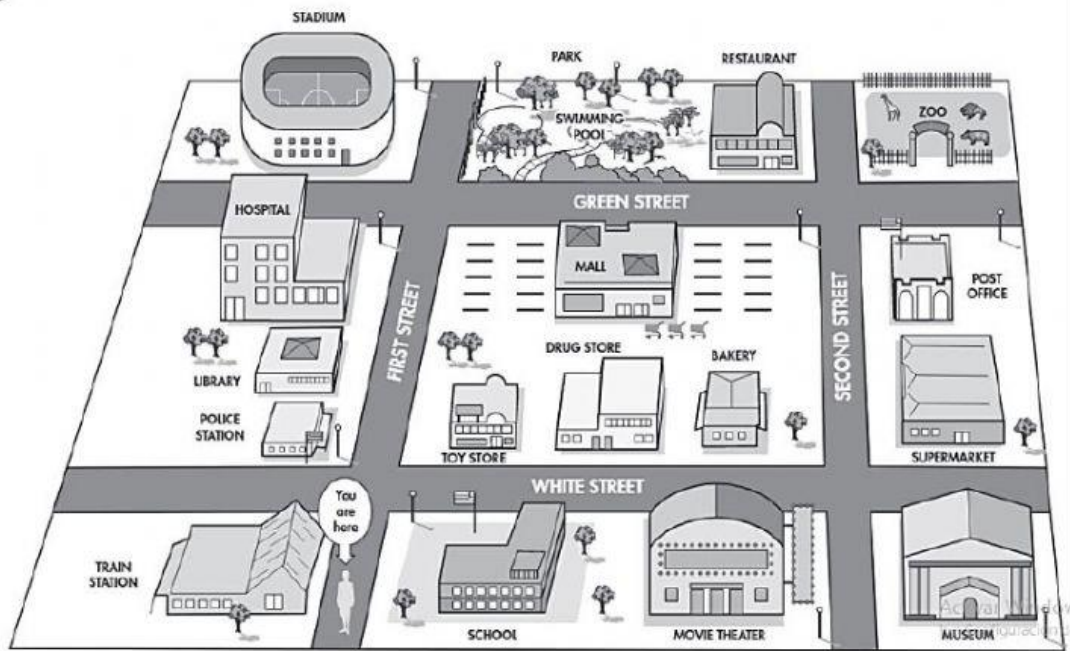 STADIUM
PARK
RESTAURANT
SWIMMING
POOL
ZOO
GREEN STREET
HOSPITAL
MALL
POST
OFFICE
FIRST STREET
SECOND STREET
LIBRARY
DRUG STORE
BAKERY
POLICE
STATION
TOY STORE
SUPERMARKET
WHITE STREET
You
are
here
TRAIN
STATION
SCHOOL
MOVIE THEATER
MUSEUM